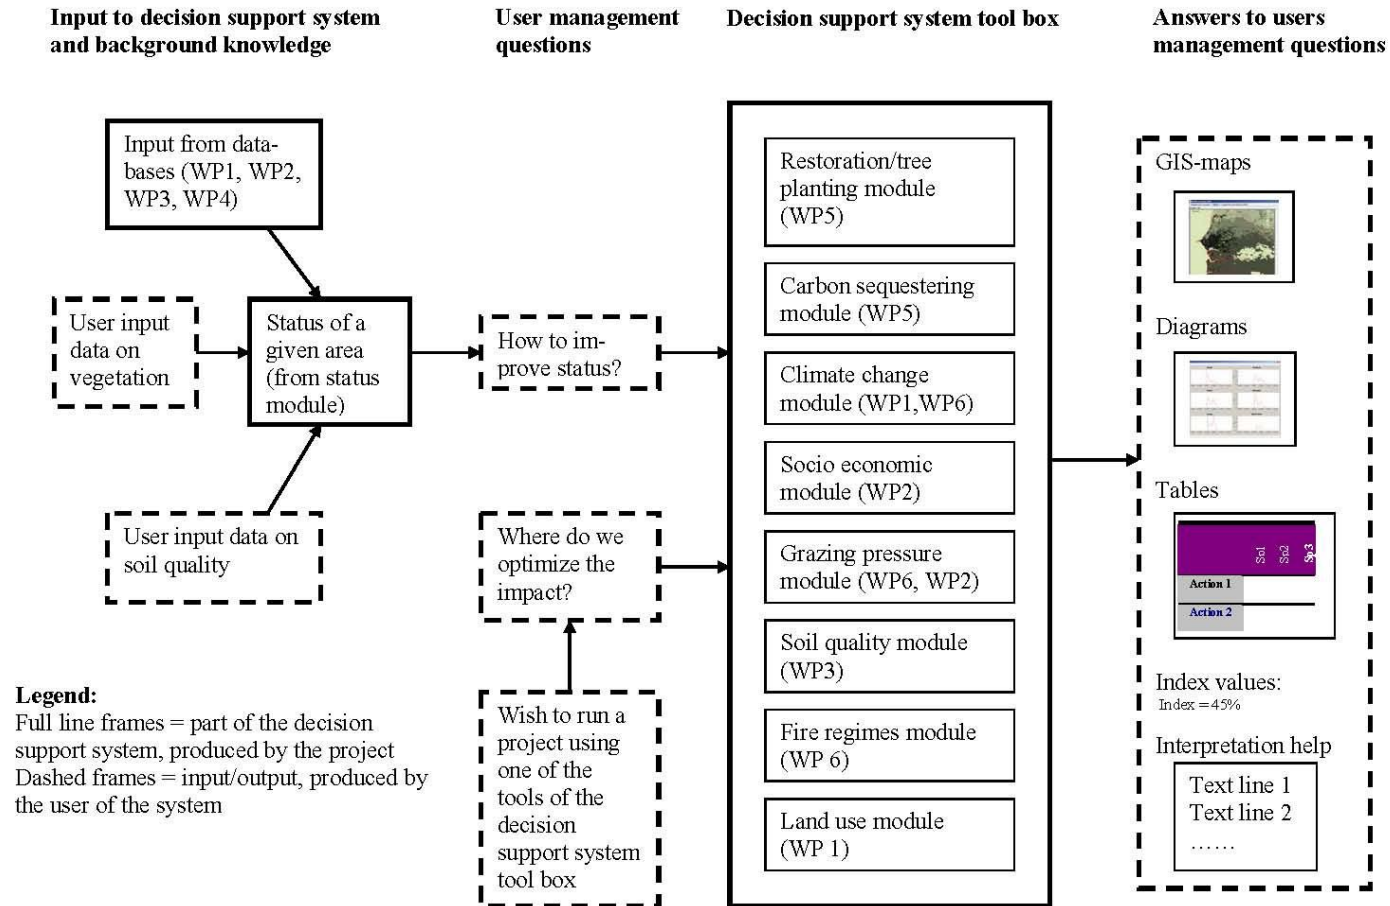 Input to decision support system
and background knowledge
User management
questions
Decision support system tool box
Answers to users
management questions
Input from data-
bases (WP1, WP2,
WP3, WP4)
User input
data on
vegetation
Status of a
given area
(from status
module)
User input data on
soil quality
How to im-
prove status?
Where do we
optimize the
impact?
Wish to run a
project using
one of the
tools of the
decision
support system
tool box
Restoration/tree
planting module
(WP5)
Carbon sequestering
module (WP5)
Climate change
module (WP1,WP6)
Socio economic
module (WP2)
Grazing pressure
module (WP6, WP2)
Soil quality module
(WP3)
Fire regimes module
(WP 6)
Land use module
(WP 1)
GIS-maps
Diagrams
Tables
Sp1
Sp2
Sp3
Action 1
Action 2
Index values:
Index = 45%
Interpretation help
Text line 1
Text line 2
......
Legend:
Full line frames = part of the decision
support system, produced by the project
Dashed frames = input/output, produced by
the user of the system